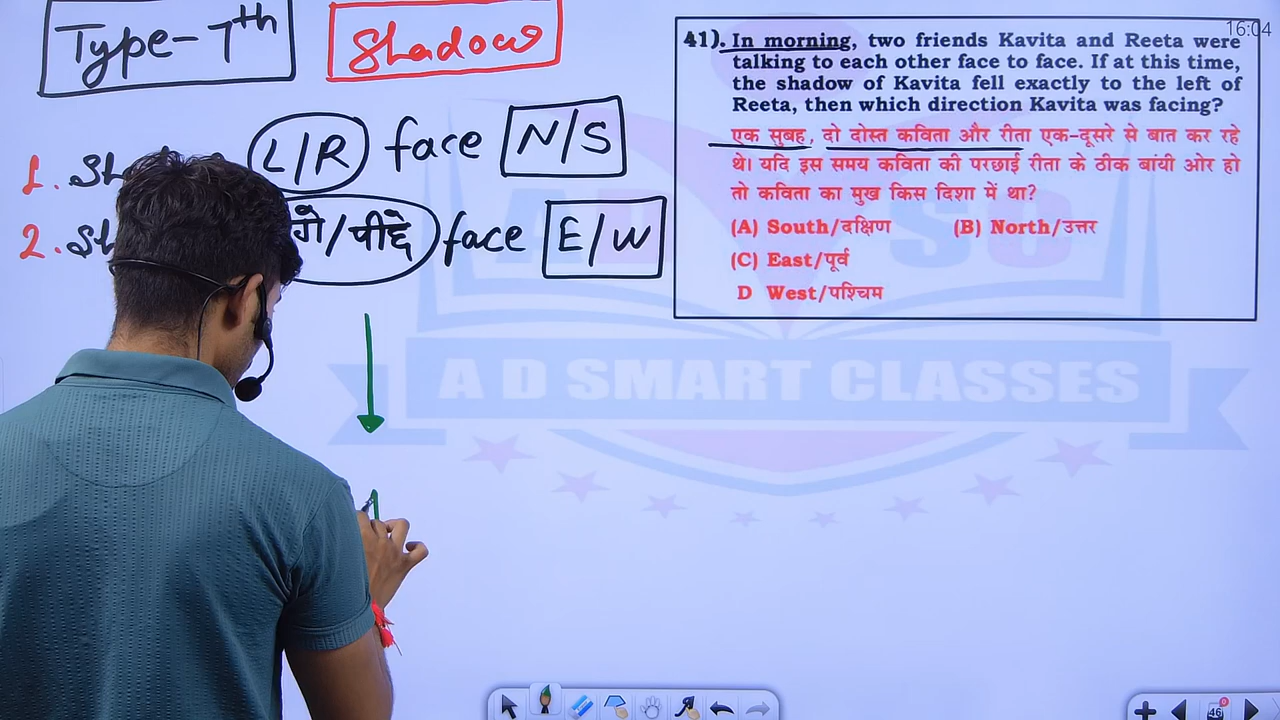 Type-7th
Shadow
16:04
41). In morning, two friends Kavita and Reeta were
talking to each other face to face. If at this time,
the shadow of Kavita fell exactly to the left of
Reeta, then which direction Kavita was facing?
एक सुबह, दो दोस्त कविता और रीता एक-दूसरे से बात कर रहे
थे। यदि इस समय कविता की परछाई रीता के ठीक बांयी ओर हो
तो कविता का मुख किस दिशा में था?
(A) South/दक्षिण (B) North/उत्तर
(C) East/पूर्व
D West/पश्चिम
1. L/R face N/S
2. /पीछे face E/W
A D SMART CLASSES
46